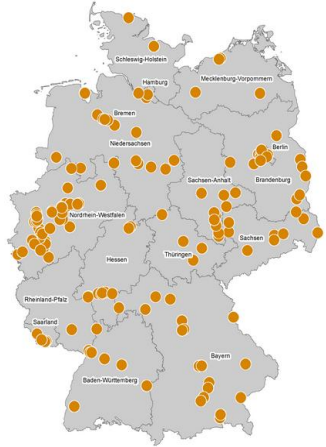 Schleswig-Holstein
Hamburg
Mecklenburg-Vorpommern
Bremen
Niedersachsen
Berlin
Brandenburg
Sachsen-Anhalt
Nordrhein-Westfalen
Sachsen
Thüringen
Hessen
Rheinland-Pfalz
Saarland
Bayern
Baden-Württemberg